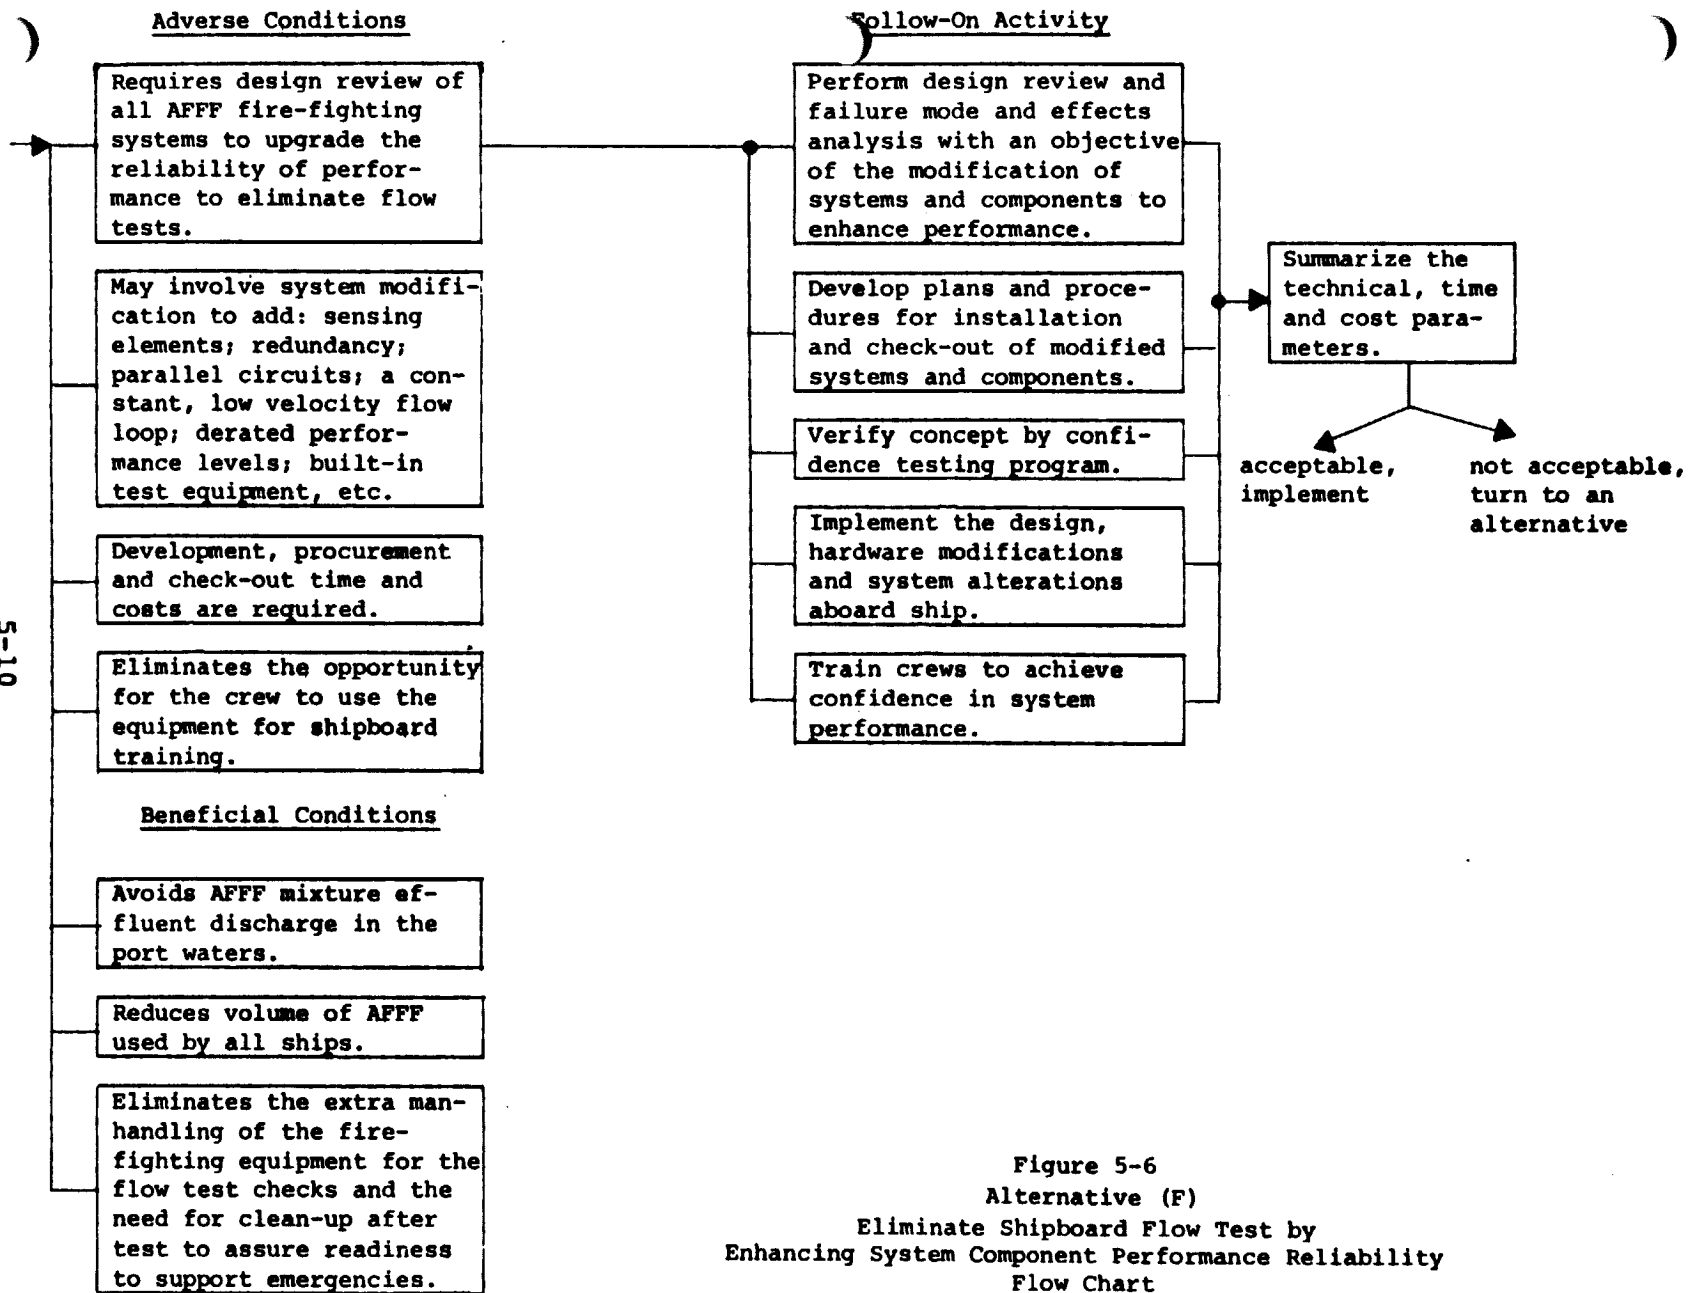 Adverse Conditions
Requires design review of
all AFFF fire-fighting
systems to upgrade the
reliability of perfor-
mance to eliminate flow
tests.
May involve system modifi-
cation to add: sensing
elements; redundancy;
parallel circuits; a con-
stant, low velocity flow
loop; derated perfor-
mance levels; built-in
test equipment, etc.
Development, procurement
and check-out time and
costs are required.
Eliminates the opportunity
for the crew to use the
equipment for shipboard
training.
Beneficial Conditions
Avoids AFFF mixture ef-
fluent discharge in the
port waters.
Reduces volume of AFFF
used by all ships.
Eliminates the extra man-
handling of the fire-
fighting equipment for the
flow test checks and the
need for clean-up after
test to assure readiness
to support emergencies.
Follow-On Activity
Perform design review and
failure mode and effects
analysis with an objective
of the modification of
systems and components to
enhance performance.
Develop plans and proce-
dures for installation
and check-out of modified
systems and components.
Verify concept by confi-
dence testing program.
Implement the design,
hardware modifications
and system alterations
aboard ship.
Train crews to achieve
confidence in system
performance.
Summarize the
technical, time
and cost para-
meters.
acceptable,
implement
not acceptable,
turn to an
alternative
5-10
Figure 5-6
Alternative (F)
Eliminate Shipboard Flow Test by
Enhancing System Component Performance Reliability
Flow Chart